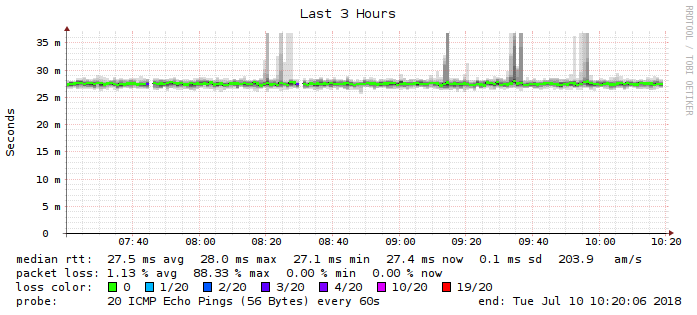 Last 3 Hours
RRDTOOL / TOBI OETIKER
Seconds
35 m
30 m
25 m
20 m
15 m
10 m
5 m
0
07:40 08:00 08:20 08:40 09:00 09:20 09:40 10:00 10:20
median rtt: 27.5 ms avg 28.0 ms max 27.1 ms min 27.4 ms now 0.1 ms sd 203.9 am/s
packet loss: 1.13 % avg 88.33 % max 0.00 % min 0.00 % now
loss color: 0 1/20 2/20 3/20 4/20 10/20 19/20
probe: 20 ICMP Echo Pings (56 Bytes) every 60s end: Tue Jul 10 10:20:06 2018